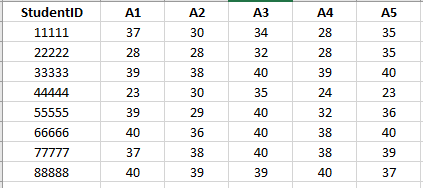 StudentID A1 A2 A3 A4 A5
11111 37 30 34 28 35
22222 28 28 32 28 35
33333 39 38 40 39 40
44444 23 30 35 24 23
55555 39 29 40 32 36
66666 40 36 40 38 40
77777 37 38 40 38 39
88888 40 39 39 40 37